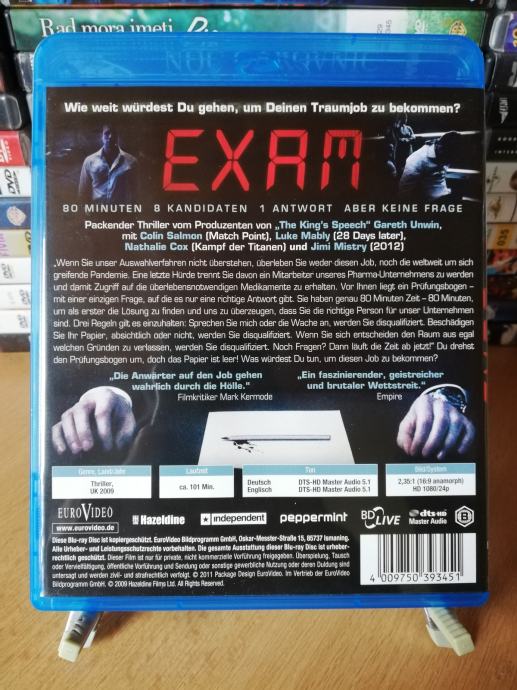 Rad mora imeti
Wie weit würdest Du gehen, um Deinen Traumjob zu bekommen?
EXAM
80 MINUTEN 8 KANDIDATEN 1 ANTWORT ABER KEINE FRAGE
Packender Thriller vom Produzenten von „The King's Speech“ Gareth Unwin,
mit Colin Salmon (Match Point), Luke Mably (28 Days later),
Nathalie Cox (Kampf der Titanen) und Jimi Mistry (2012)
„Wenn Sie unser Auswahlverfahren nicht überstehen, überleben Sie weder diesen Job, noch die weltweit um sich
greifende Pandemie. Eine letzte Hürde trennt Sie davon ein Mitarbeiter unseres Pharma-Unternehmens zu werden
und damit Zugriff auf die überlebensnotwendigen Medikamente zu erhalten. Vor Ihnen liegt ein Prüfungsbogen –
mit einer einzigen Frage, auf die es nur eine richtige Antwort gibt. Sie haben genau 80 Minuten Zeit – 80 Minuten,
um als erster die Lösung zu finden und uns zu überzeugen, dass Sie die richtige Person für unser Unternehmen
sind. Drei Regeln gilt es einzuhalten: Sprechen Sie mich oder die Wache an, werden Sie disqualifiziert. Beschädigen
Sie Ihr Papier, absichtlich oder nicht, werden Sie disqualifiziert. Wenn Sie sich entscheiden den Raum aus egal
welchen Gründen zu verlassen, werden Sie disqualifiziert. Noch Fragen? Dann läuft die Zeit ab jetzt!“ Du drehst
den Prüfungsbogen um, doch das Papier ist leer! Was würdest Du tun, um diesen Job zu bekommen?
„Die Anwärter auf den Job gehen
wahrlich durch die Hölle.“
Filmkritiker Mark Kermode
„Ein faszinierender, geistreicher
und brutaler Wettstreit.“
Empire
Genre, Land/Jahr
Thriller,
UK 2009
Laufzeit
ca. 101 Min.
Ton
Deutsch DTS-HD Master Audio 5.1
Englisch DTS-HD Master Audio 5.1
Bild/System
2,35:1 (16:9 anamorph)
HD 1080/24p
EUROVIDEO
www.eurovideo.de
Hazeldine
independent
peppermint
BD LIVE
dts-HD
Master Audio
B
Diese Blu-ray Disc ist kopiergeschützt. EuroVideo Bildprogramm GmbH, Oskar-Messter-Straße 15, 85737 Ismaning.
Alle Urheber- und Leistungsschutzrechte vorbehalten. Die gesamte Ausstattung dieser Blu-ray Disc ist urheber-
rechtlich geschützt. Dieser Film ist nur für private, nicht kommerzielle Vorführung freigegeben. Überspielung, Tausch
oder Vervielfältigung, öffentliche Vorführung und Sendung oder sonstige gewerbliche Nutzung oder deren Duldung sind
untersagt und werden zivil- und strafrechtlich verfolgt. © 2011 Package Design EuroVideo. Im Vertrieb der EuroVideo
Bildprogramm GmbH. © 2009 Hazeldine Films Ltd. All Rights Reserved.
4 009750 393451